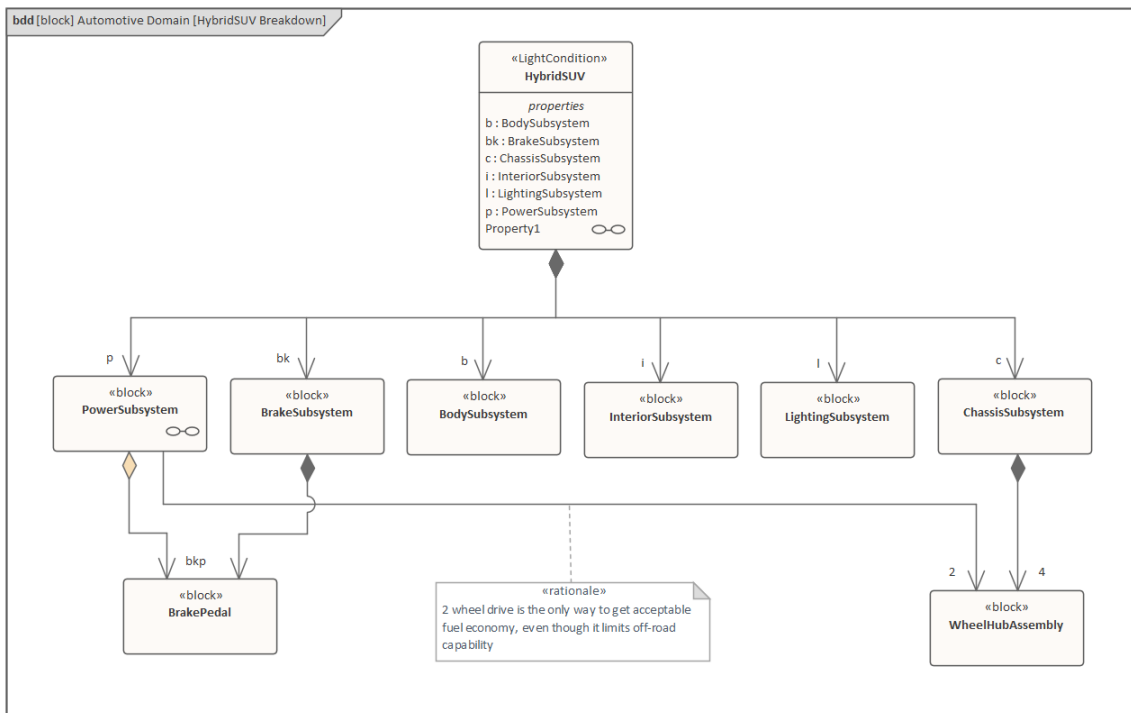 bdd [block] Automotive Domain [HybridSUV Breakdown]
«LightCondition»
HybridSUV
properties
b : BodySubsystem
bk : BrakeSubsystem
c : ChassisSubsystem
i : InteriorSubsystem
l : LightingSubsystem
p : PowerSubsystem
Property1
p
bk
b
i
l
c
«block»
PowerSubsystem
«block»
BrakeSubsystem
«block»
BodySubsystem
«block»
InteriorSubsystem
«block»
LightingSubsystem
«block»
ChassisSubsystem
bkp
2
4
«block»
BrakePedal
«rationale»
2 wheel drive is the only way to get acceptable
fuel economy, even though it limits off-road
capability
«block»
WheelHubAssembly